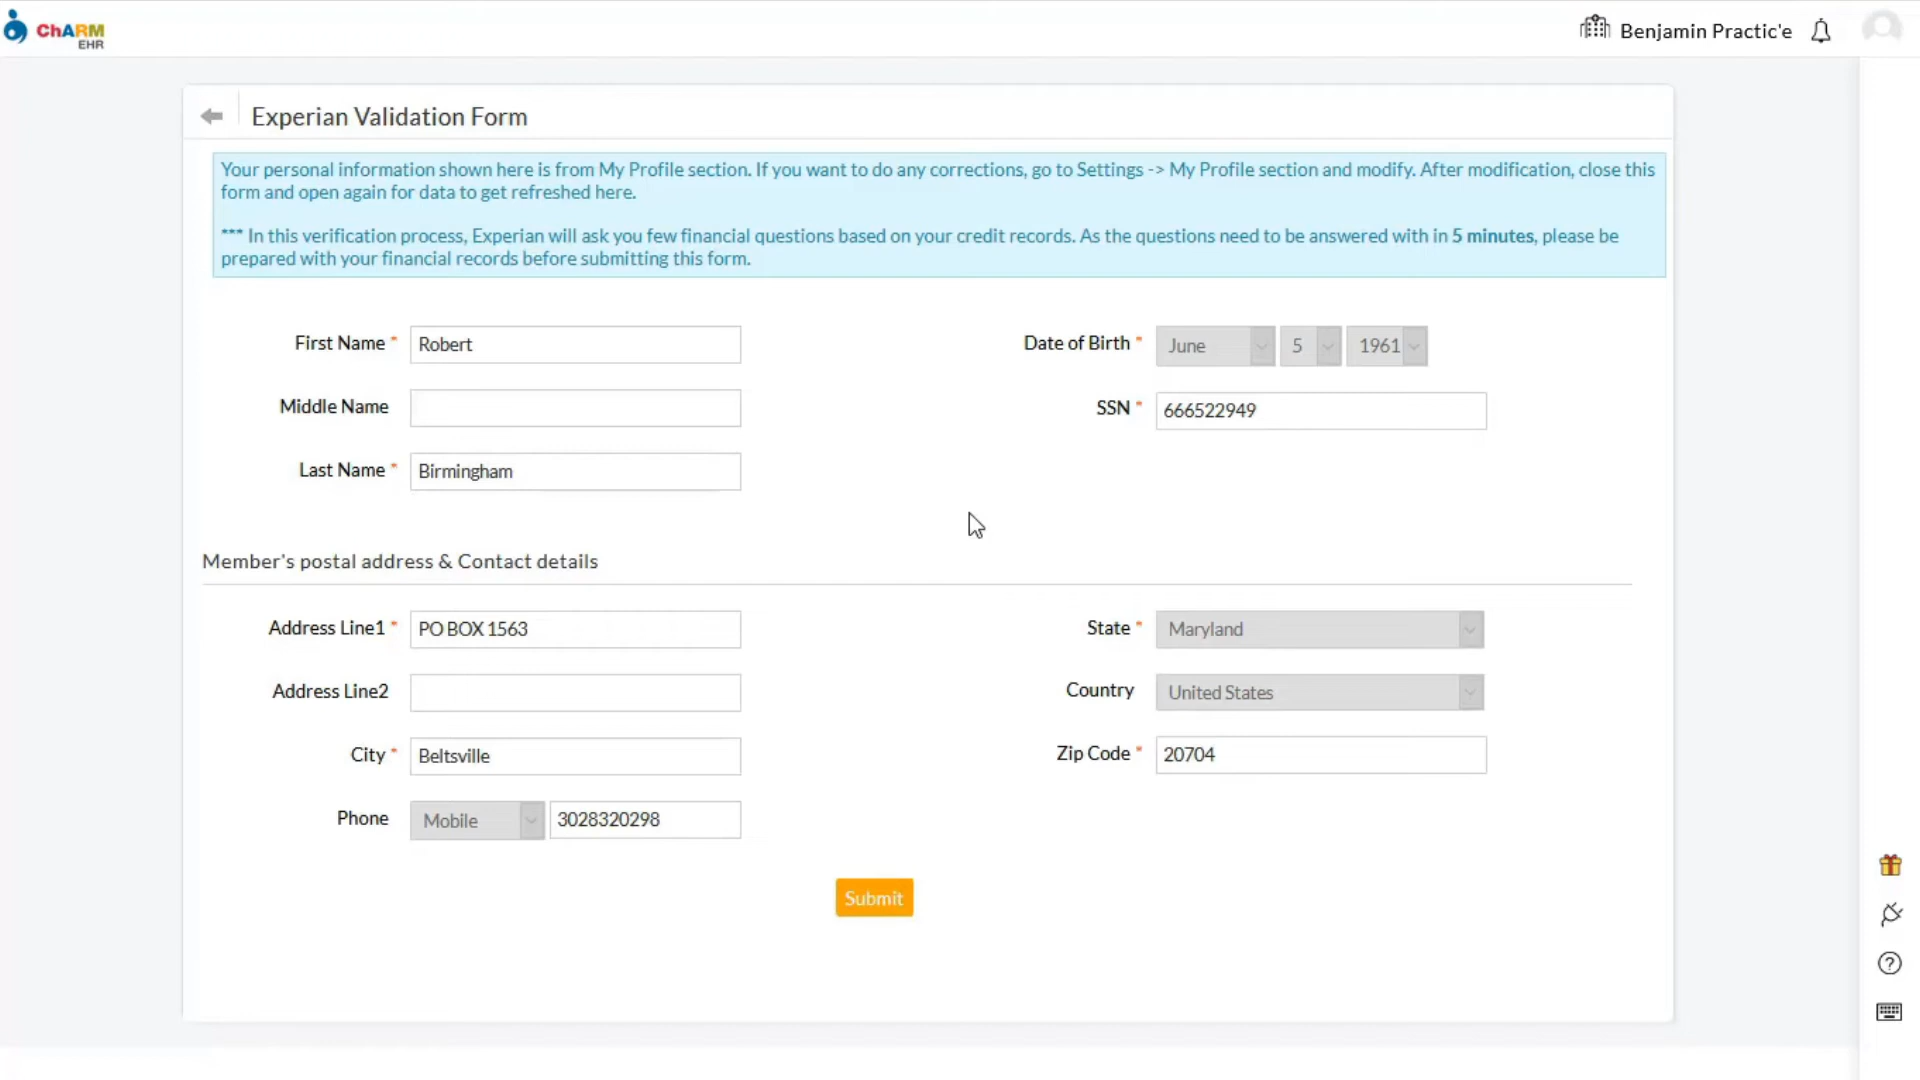 ChARM
EHR
Benjamin Practic'e
Experian Validation Form
Your personal information shown here is from My Profile section. If you want to do any corrections, go to Settings -> My Profile section and modify. After modification, close this
form and open again for data to get refreshed here.
*** In this verification process, Experian will ask you few financial questions based on your credit records. As the questions need to be answered with in 5 minutes, please be
prepared with your financial records before submitting this form.
First Name * Robert
Date of Birth * June 5 1961
Middle Name
SSN * 666522949
Last Name * Birmingham
Member's postal address & Contact details
Address Line1 * PO BOX 1563
State * Maryland
Address Line2
Country United States
City * Beltsville
Zip Code * 20704
Phone Mobile 3028320298
Submit